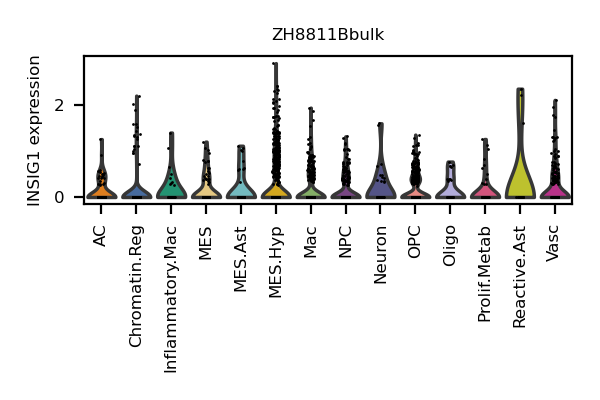 ZH8811Bbulk
INSIG1 expression
2
0
AC
Chromatin.Reg
Inflammatory.Mac
MES
MES.Ast
MES.Hyp
Mac
NPC
Neuron
OPC
Oligo
Prolif.Metab
Reactive.Ast
Vasc